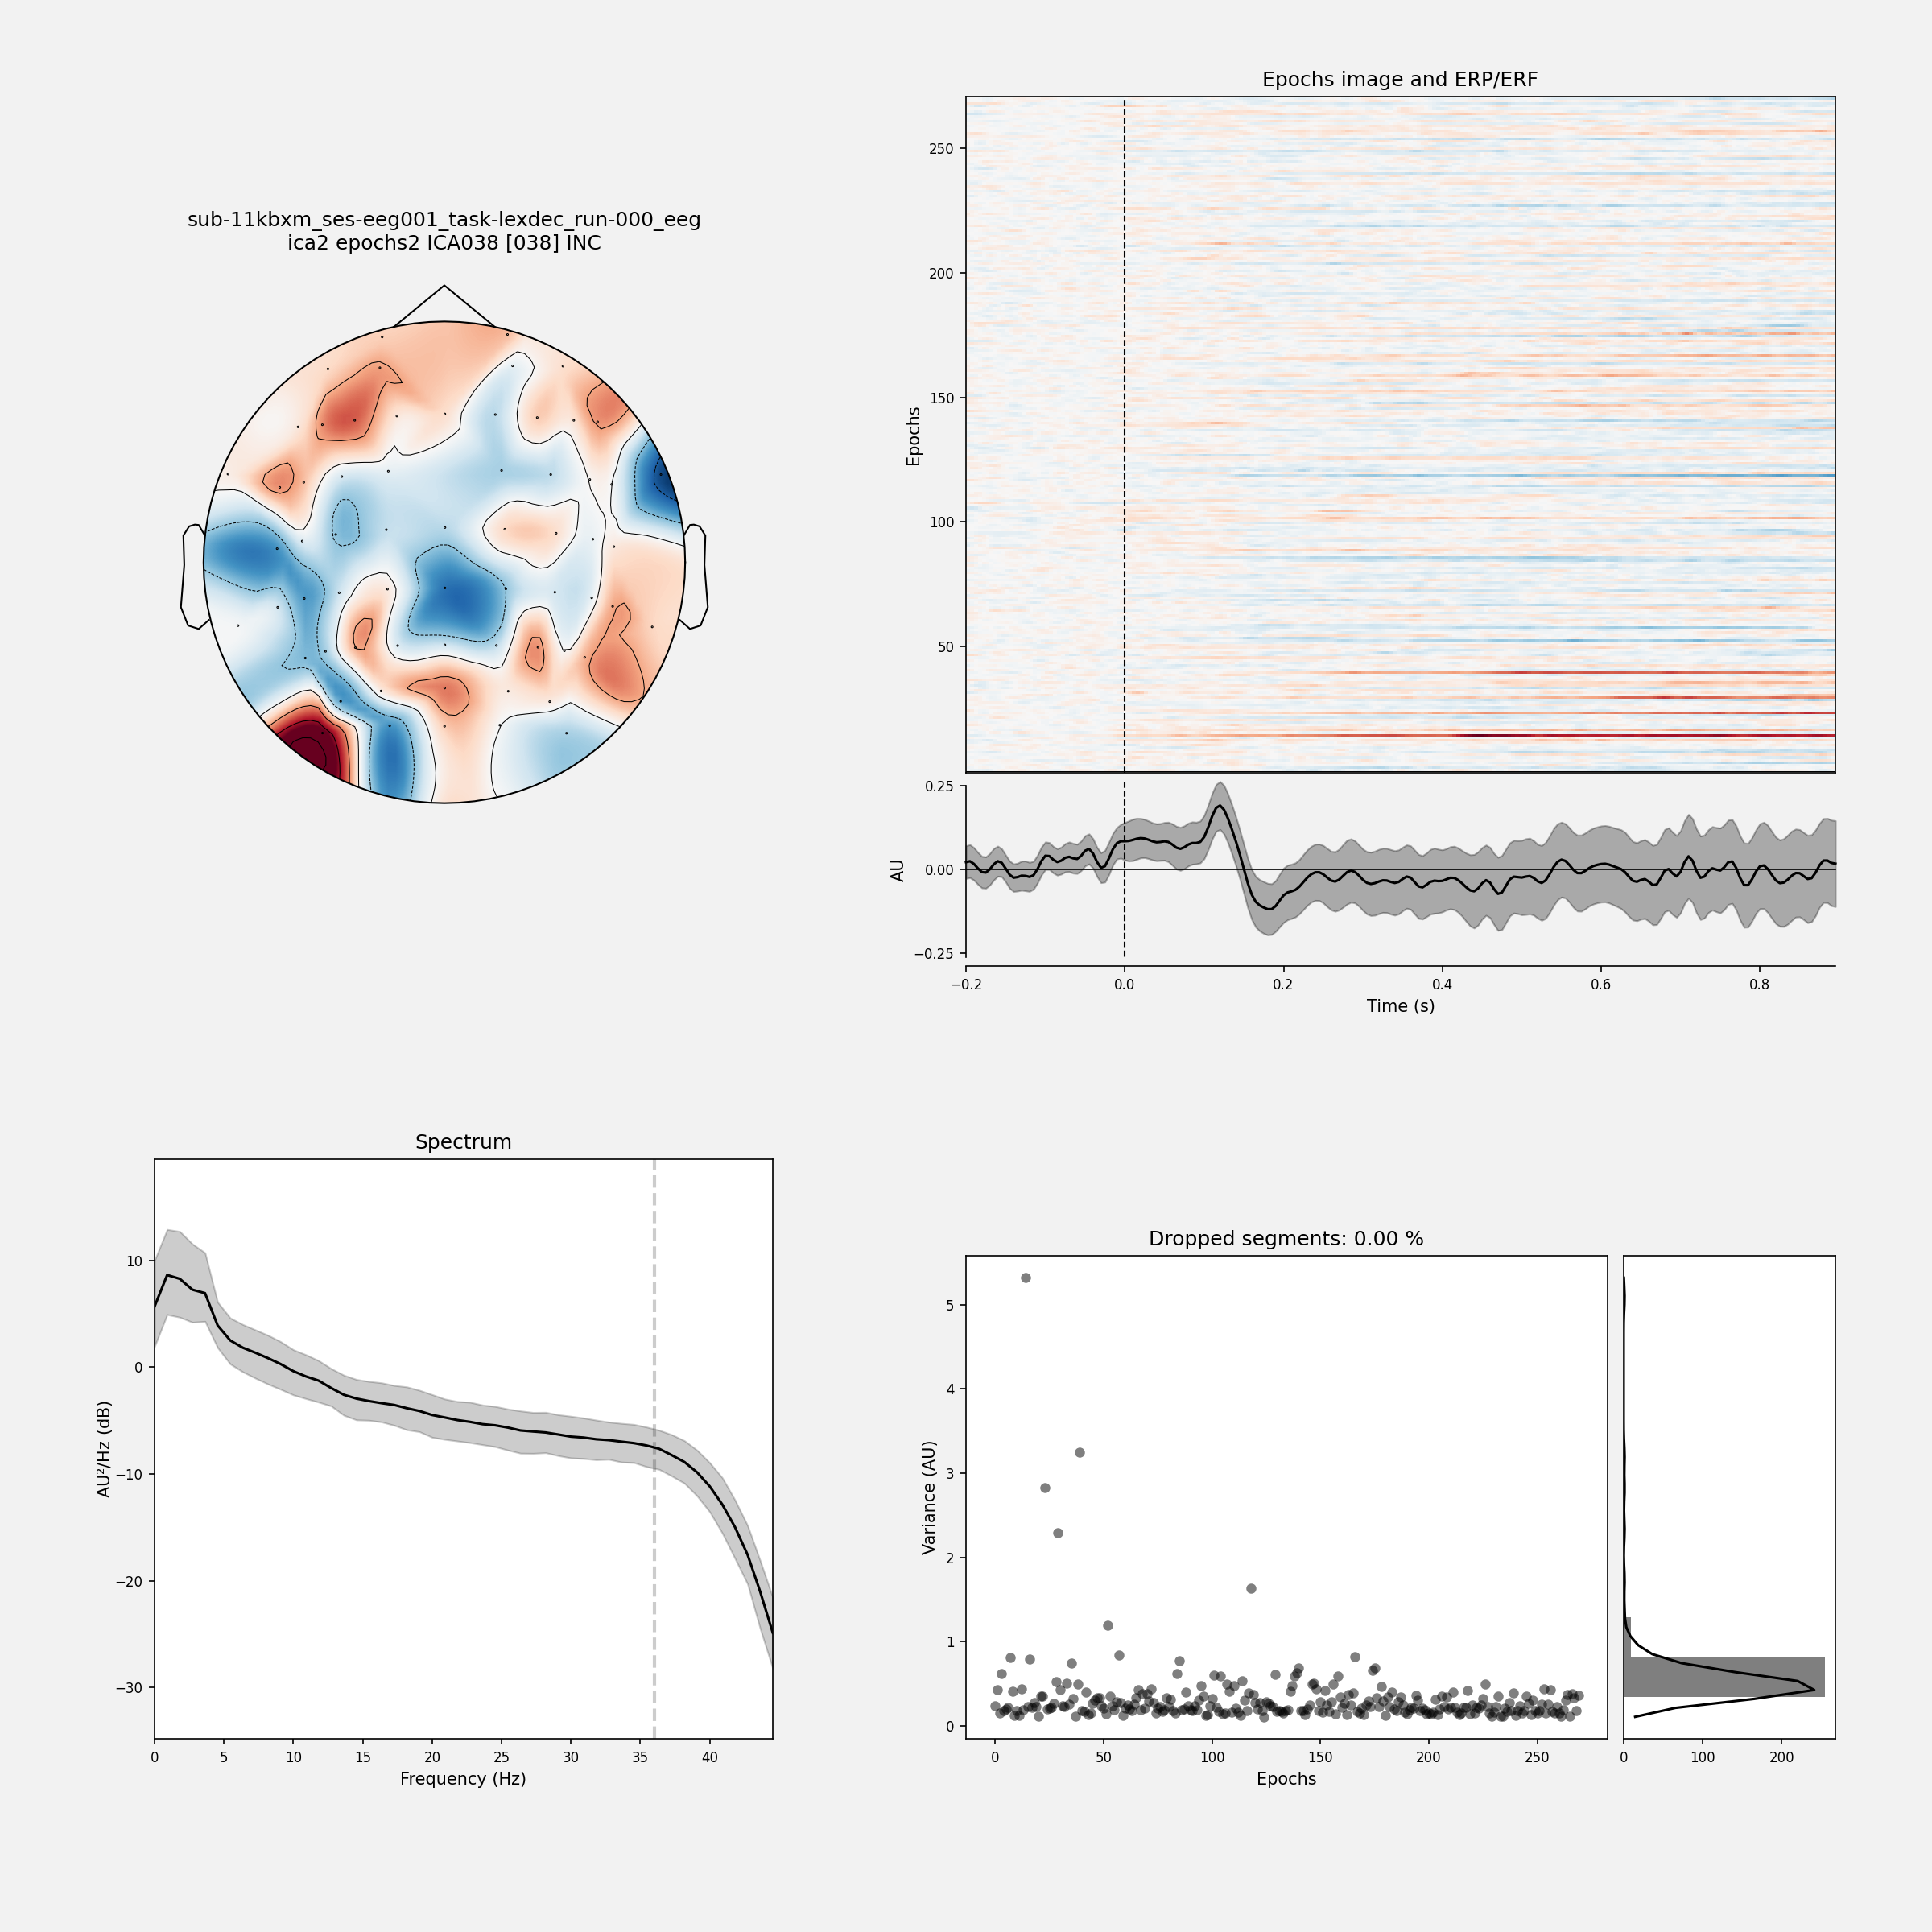 sub-11kbxm_ses-eeg001_task-lexdec_run-000_eeg
ica2 epochs2 ICA038 [038] INC
Epochs image and ERP/ERF
Epochs
250
200
150
100
50
AU
0.25
0.00
−0.25
−0.2 0.0 0.2 0.4 0.6 0.8
Time (s)
Spectrum
AU²/Hz (dB)
10
0
−10
−20
−30
0 5 10 15 20 25 30 35 40
Frequency (Hz)
Dropped segments: 0.00 %
Variance (AU)
5
4
3
2
1
0
0 50 100 150 200 250
Epochs
0 100 200